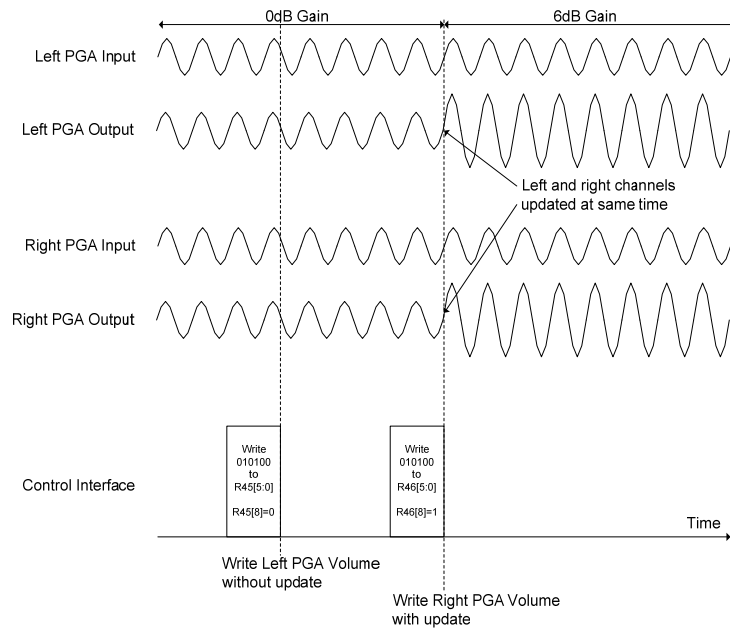 0dB Gain
6dB Gain
Left PGA Input
Left PGA Output
Left and right channels
updated at same time
Right PGA Input
Right PGA Output
Control Interface
Write
010100
to
R45[5:0]
R45[8]=0
Write
010100
to
R46[5:0]
R46[8]=1
Time
Write Left PGA Volume
without update
Write Right PGA Volume
with update